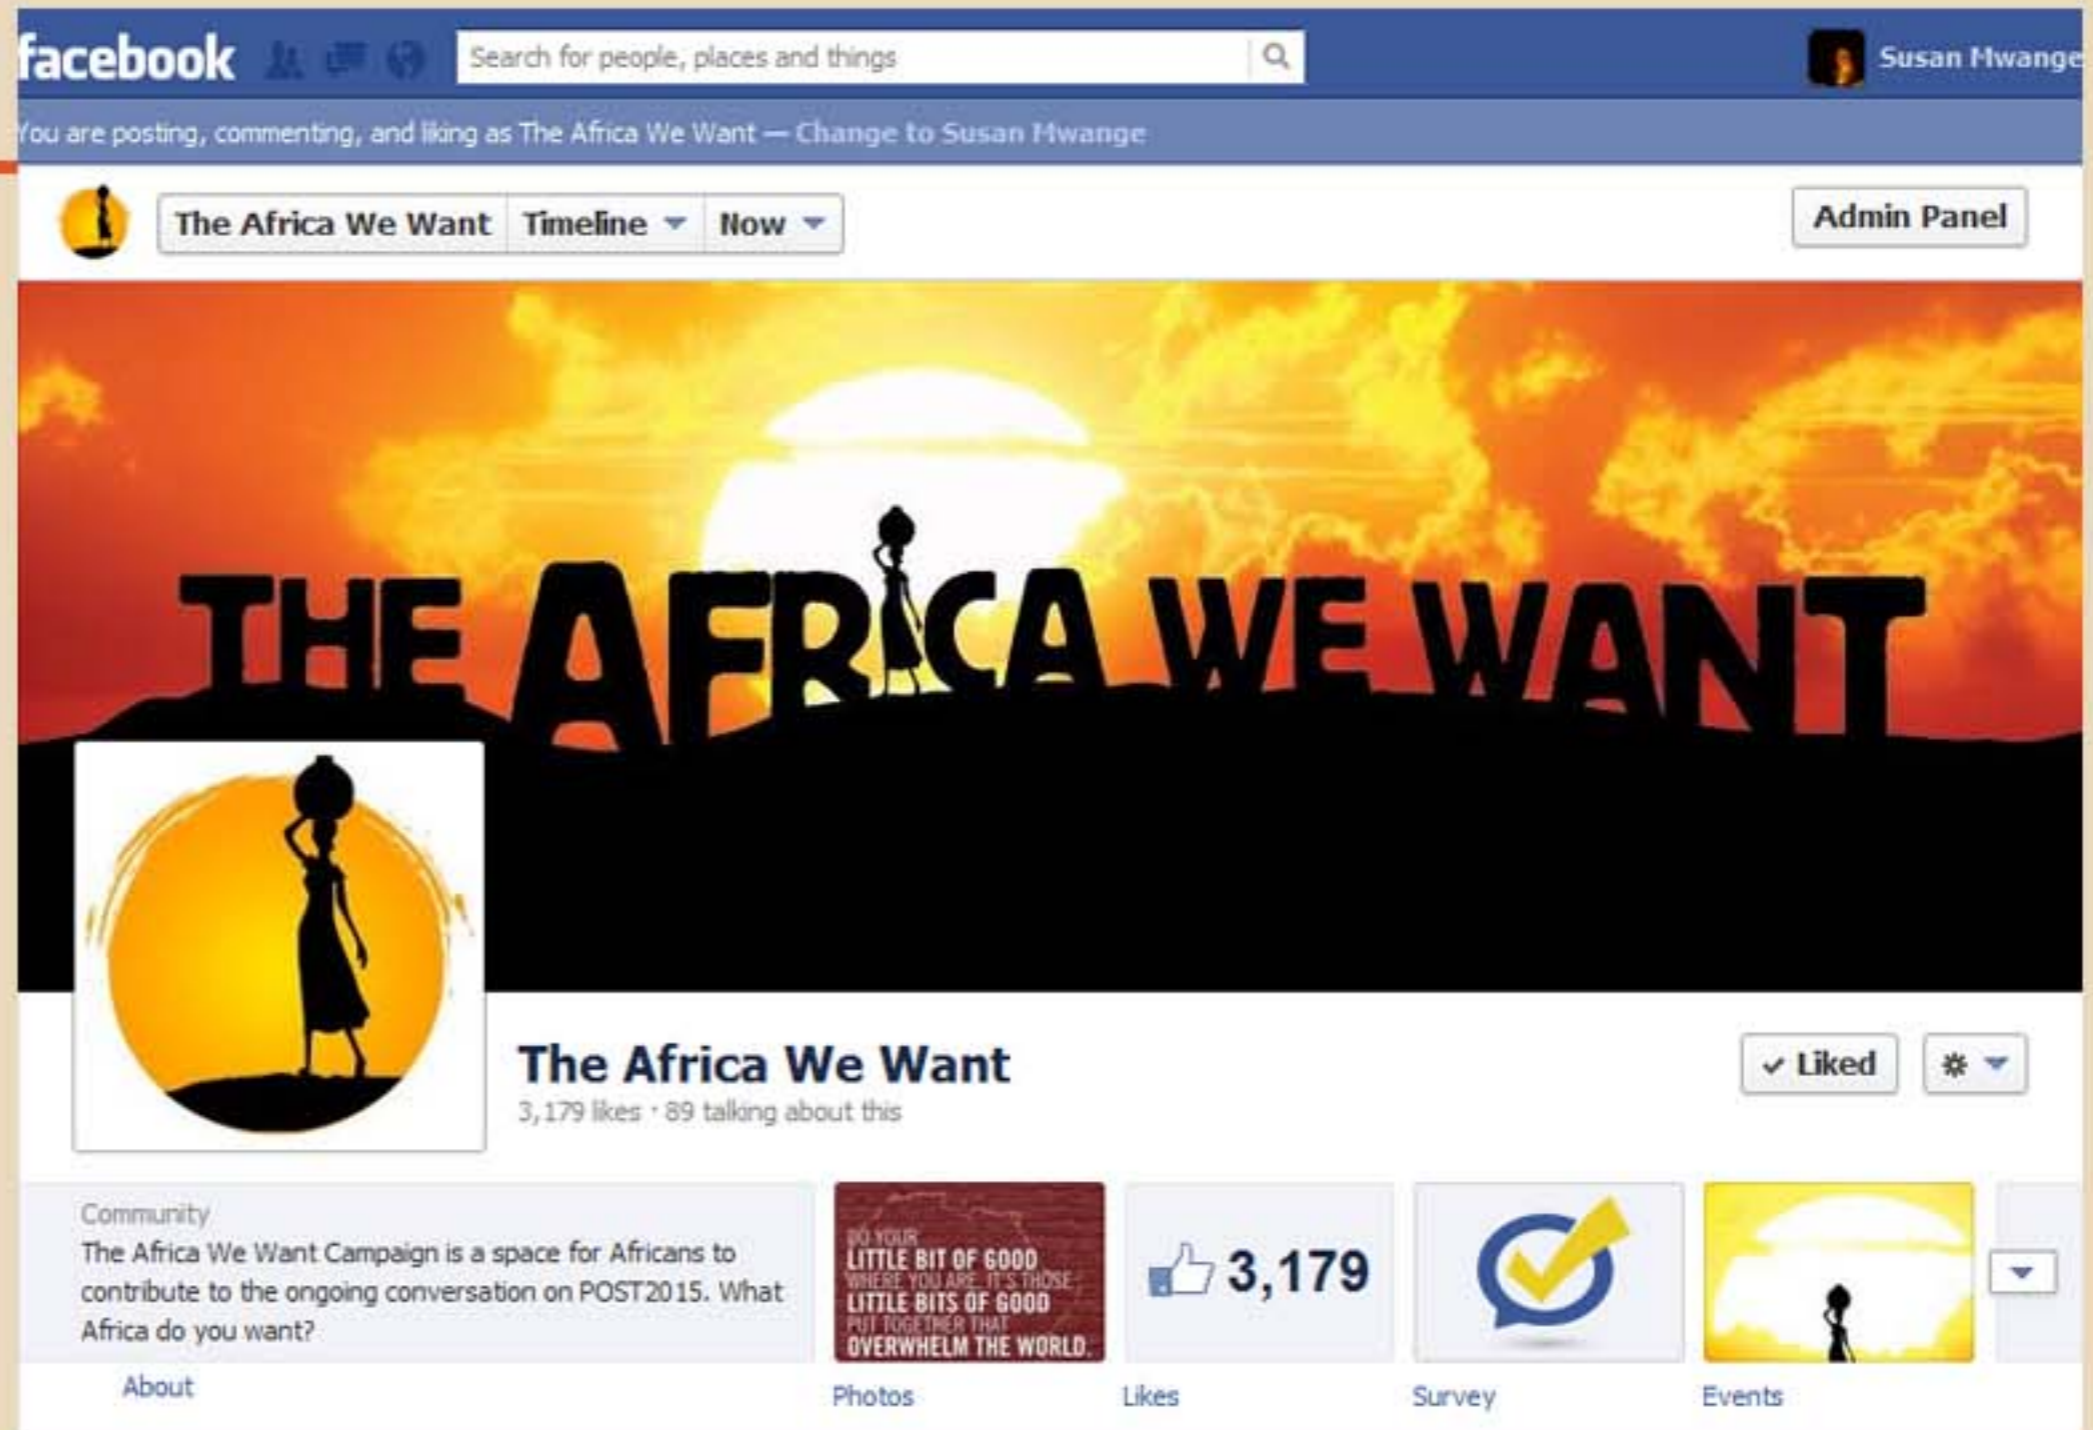 facebook
Search for people, places and things
Susan Mwange
You are posting, commenting, and liking as The Africa We Want — Change to Susan Mwange
The Africa We Want
Timeline
Now
Admin Panel
THE AFRICA WE WANT
The Africa We Want
3,179 likes · 89 talking about this
Liked
Community
The Africa We Want Campaign is a space for Africans to
contribute to the ongoing conversation on POST2015. What
Africa do you want?
About
DO YOUR
LITTLE BIT OF GOOD
WHERE YOU ARE, IT'S THOSE
LITTLE BITS OF GOOD
PUT TOGETHER THAT
OVERWHELM THE WORLD.
Photos
3,179
Likes
Survey
Events